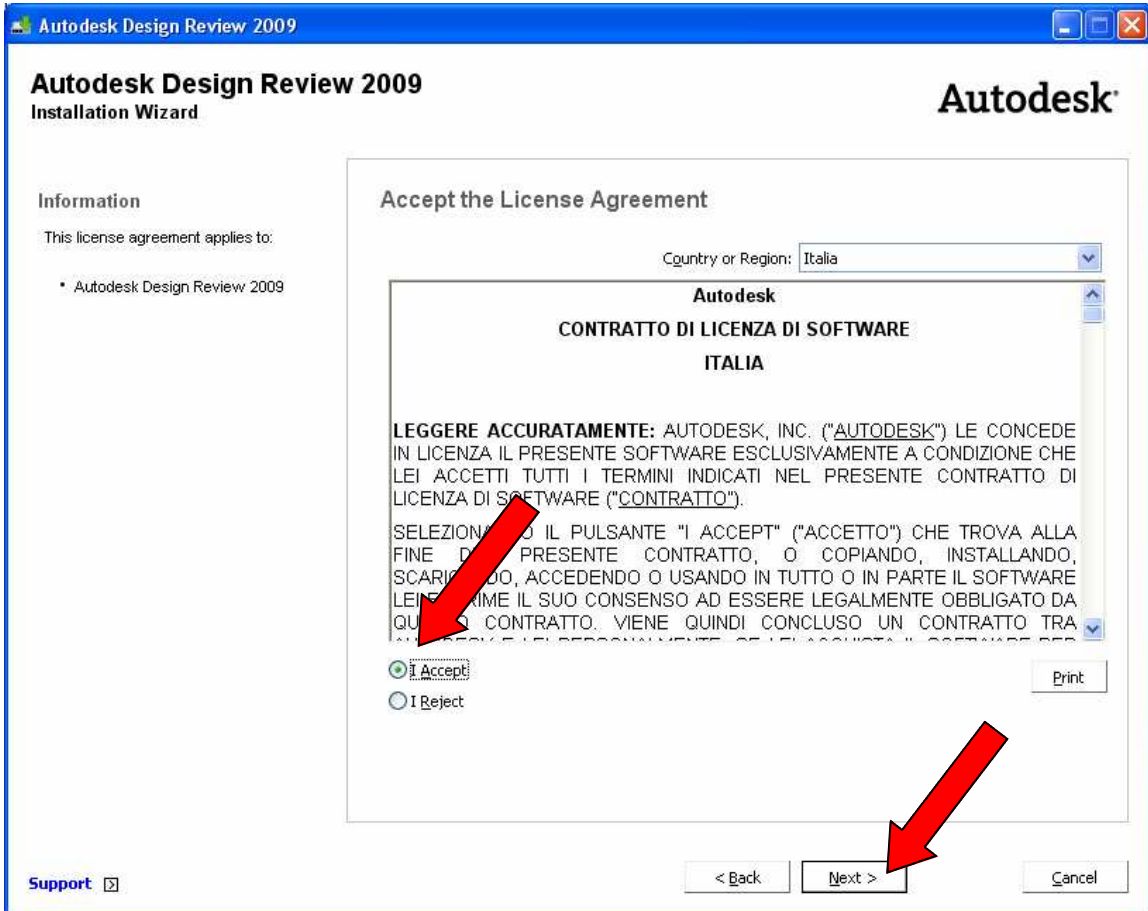 Autodesk Design Review 2009
Autodesk Design Review 2009
Installation Wizard
Autodesk
Information
This license agreement applies to:
• Autodesk Design Review 2009
Accept the License Agreement
Country or Region: Italia
Autodesk
CONTRATTO DI LICENZA DI SOFTWARE
ITALIA
LEGGERE ACCURATAMENTE: AUTODESK, INC. ("AUTODESK") LE CONCEDE
IN LICENZA IL PRESENTE SOFTWARE ESCLUSIVAMENTE A CONDIZIONE CHE
LEI ACCETTI TUTTI I TERMINI INDICATI NEL PRESENTE CONTRATTO DI
LICENZA DI SOFTWARE ("CONTRATTO").
IL PULSANTE "I ACCEPT" ("ACCETTO") CHE TROVA ALLA
FINE PRESENTE CONTRATTO, O COPIANDO, INSTALLANDO,
ACCEDENDO O USANDO IN TUTTO O IN PARTE IL SOFTWARE
IL SUO CONSENSO AD ESSERE LEGALMENTE OBBLIGATO DA
CONTRATTO. VIENE QUINDI CONCLUSO UN CONTRATTO TRA
I Accept
Print
I Reject
Support
< Back
Next >
Cancel